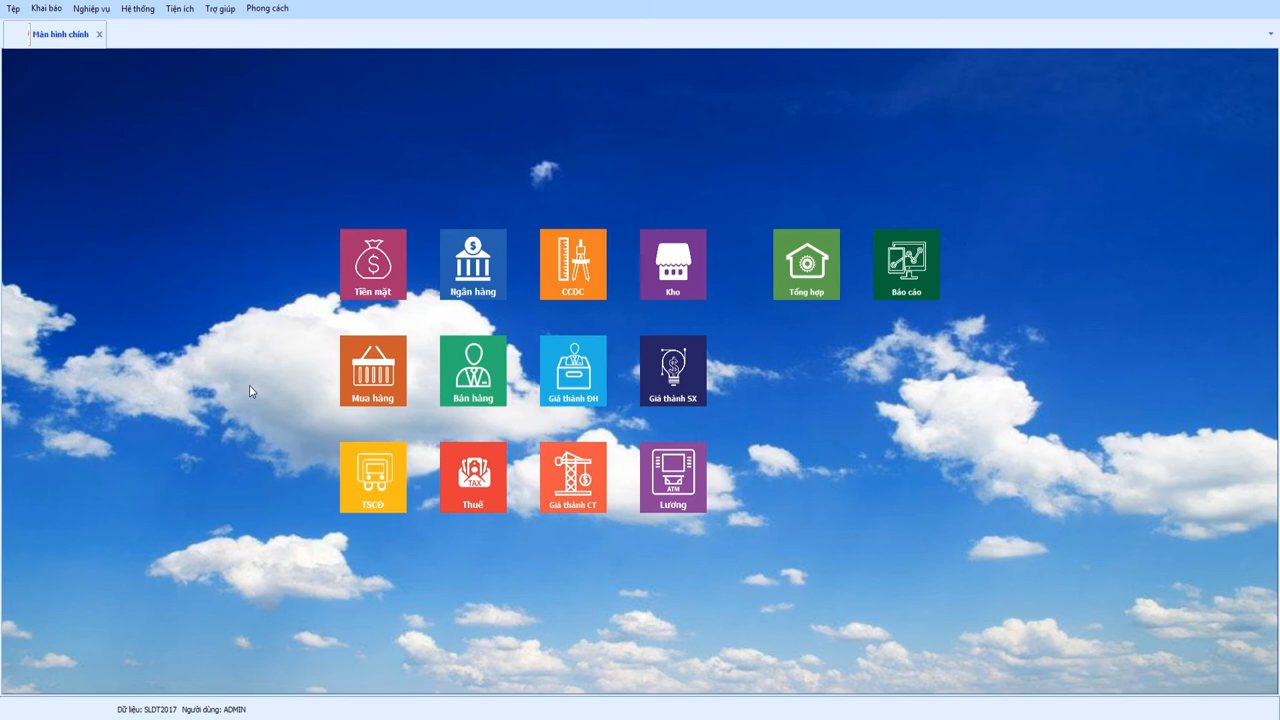 Tệp Khai báo Nghiệp vụ Hệ thống Tiện ích Trợ giúp Phong cách
Màn hình chính
$
Tiền mặt Ngân hàng CCDC Kho Tổng hợp Báo cáo
Mua hàng Bán hàng Giá thành ĐH Giá thành SX
TAX
ATM
TSCĐ Thuế Giá thành CT Lương
Dữ liệu: SLDT2017 Người dùng: ADMIN